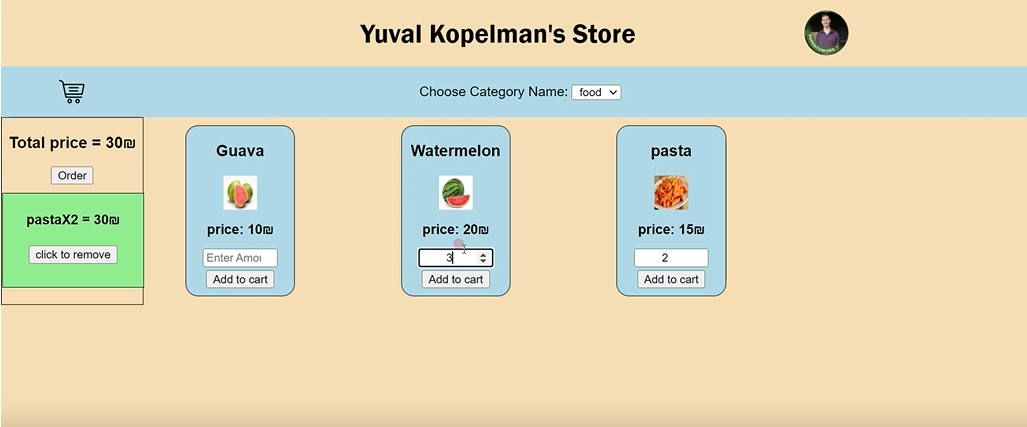 Yuval Kopelman's Store
Choose Category Name: food
Total price = 30₪
Order
pastaX2 = 30₪
click to remove
Guava
price: 10₪
Enter Amou
Add to cart
Watermelon
price: 20₪
3
Add to cart
pasta
price: 15₪
2
Add to cart